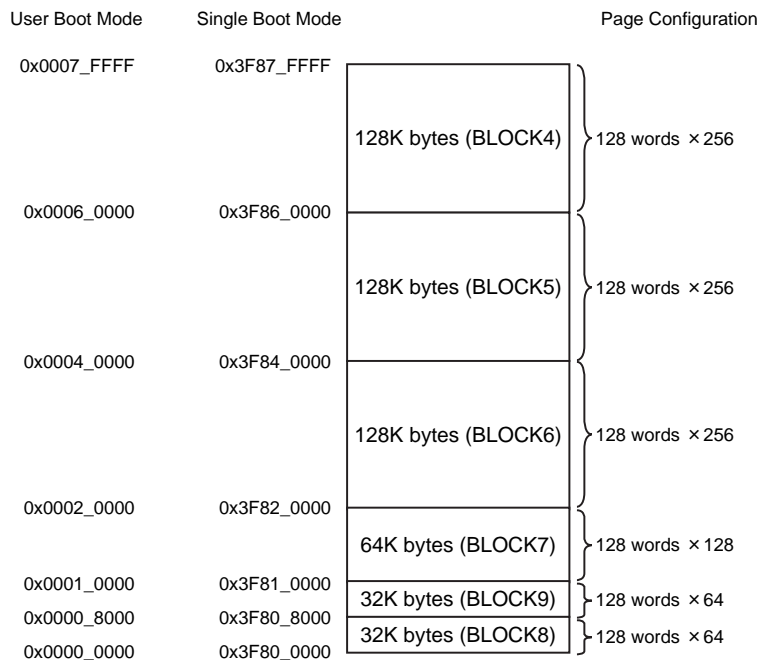 User Boot Mode Single Boot Mode Page Configuration
0x0007_FFFF 0x3F87_FFFF
128K bytes (BLOCK4) 128 words ×256
0x0006_0000 0x3F86_0000
128K bytes (BLOCK5) 128 words ×256
0x0004_0000 0x3F84_0000
128K bytes (BLOCK6) 128 words ×256
0x0002_0000 0x3F82_0000
64K bytes (BLOCK7) 128 words ×128
0x0001_0000 0x3F81_0000
32K bytes (BLOCK9) 128 words ×64
0x0000_8000 0x3F80_8000
32K bytes (BLOCK8) 128 words ×64
0x0000_0000 0x3F80_0000